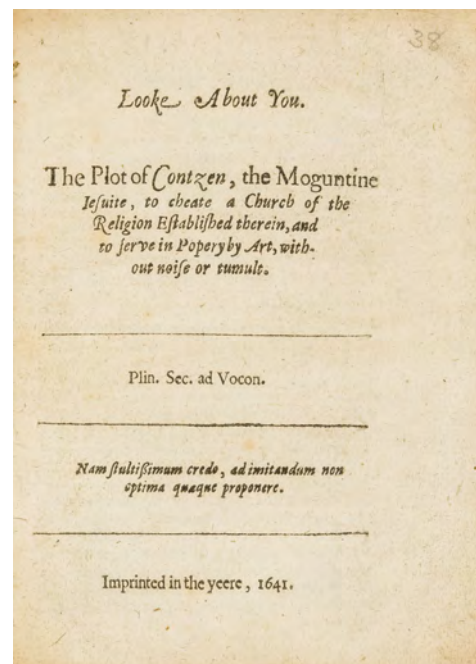 38
Looke About You.
The Plot of Contzen, the Moguntine
Ieſuite, to cheate a Church of the
Religion Eſtabliſhed therein, and
to ſerve in Popery by Art, with-
out noiſe or tumult.
Plin. Sec. ad Vocon.
Nam ſtultißimum credo, ad imitandum non
optima quæque proponere.
Imprinted in the yeere, 1641.